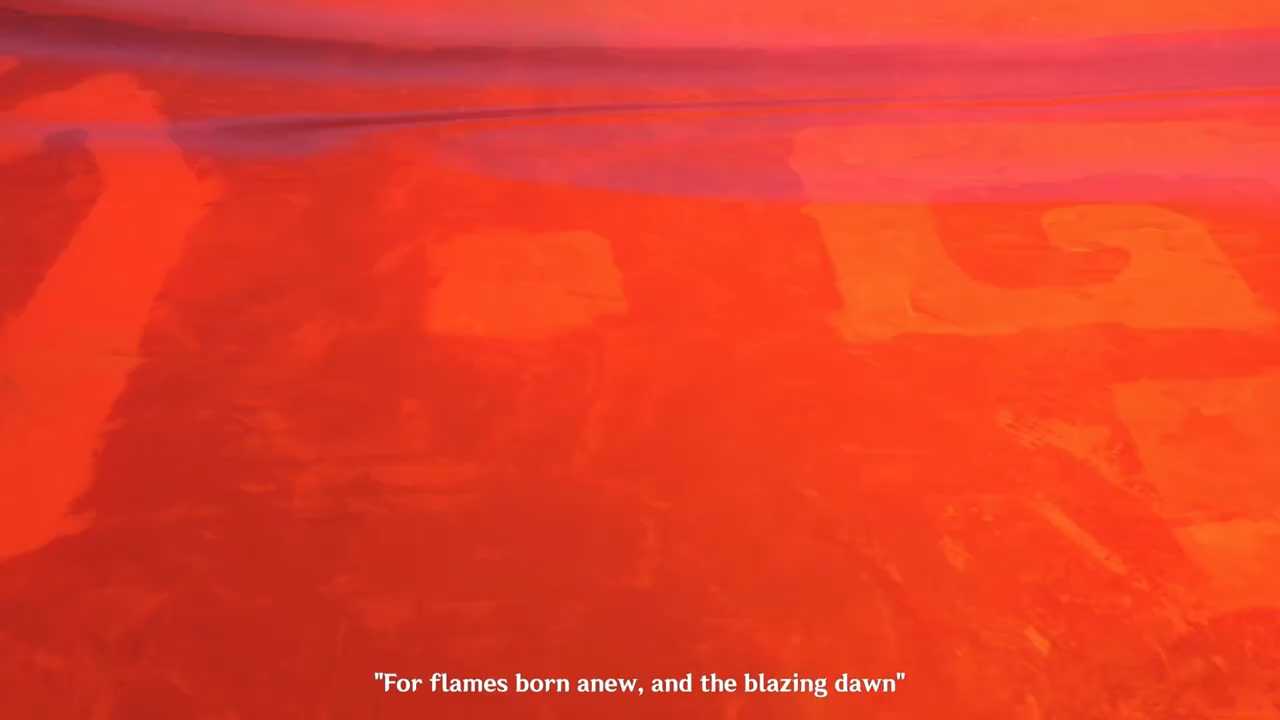 "For flames born anew, and the blazing dawn"